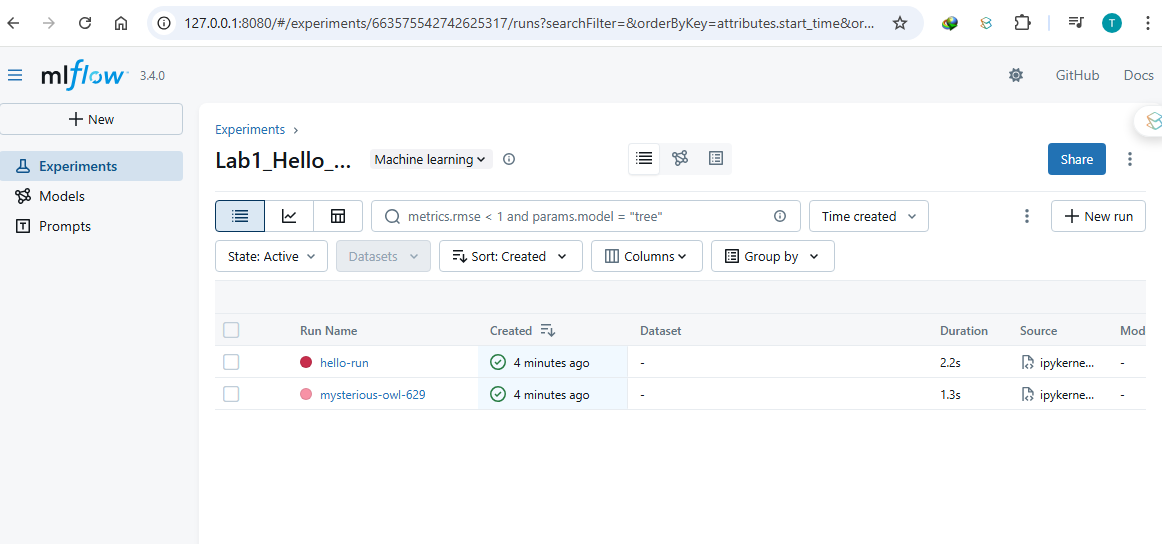 127.0.0.1:8080/#/experiments/663575542742625317/runs?searchFilter=&orderByKey=attributes.start_time&or...
T
mlflow 3.4.0
GitHub Docs
New
Experiments
Models
Prompts
Experiments
Lab1_Hello_... Machine learning
Share
metrics.rmse < 1 and params.model = "tree"
Time created
New run
State: Active
Datasets
Sort: Created
Columns
Group by
Run Name Created Dataset Duration Source Mod
hello-run 4 minutes ago - 2.2s ipykerne... -
mysterious-owl-629 4 minutes ago - 1.3s ipykerne... -